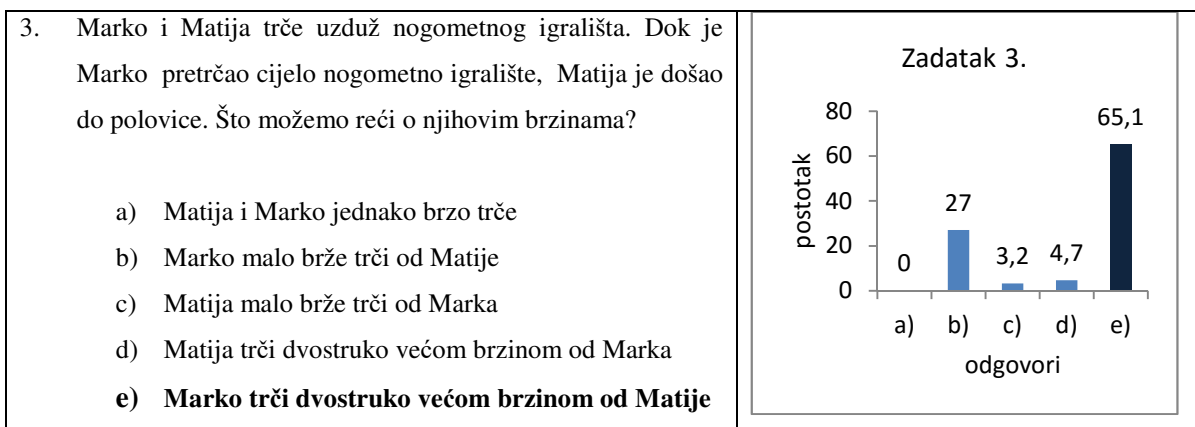 3. Marko i Matija trče uzduž nogometnog igrališta. Dok je
Marko pretrčao cijelo nogometno igralište, Matija je došao
do polovice. Što možemo reći o njihovim brzinama?
a) Matija i Marko jednako brzo trče
b) Marko malo brže trči od Matije
c) Matija malo brže trči od Marka
d) Matija trči dvostruko većom brzinom od Marka
e) Marko trči dvostruko većom brzinom od Matije
Zadatak 3.
postotak
80
60
40
20
0
0
27
3,2
4,7
65,1
a) b) c) d) e)
odgovori